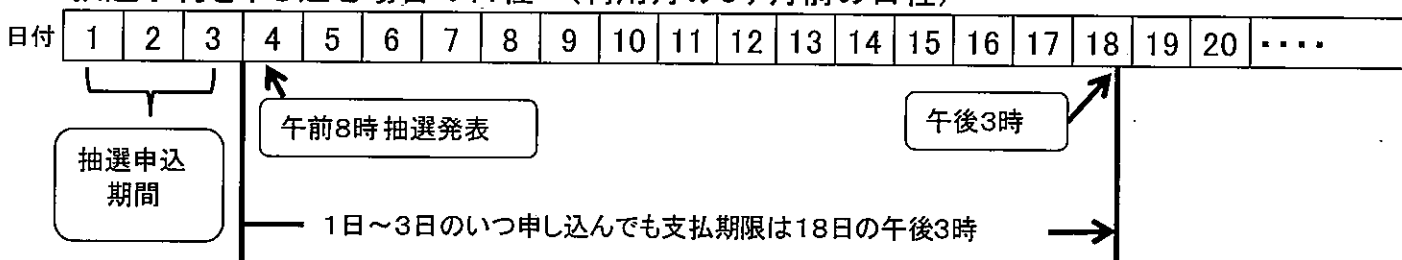 日付 1 2 3 4 5 6 7 8 9 10 11 12 13 14 15 16 17 18 19 20 ････
午前8時 抽選発表
午後3時
抽選申込
期間
1日～3日のいつ申し込んでも支払期限は18日の午後3時